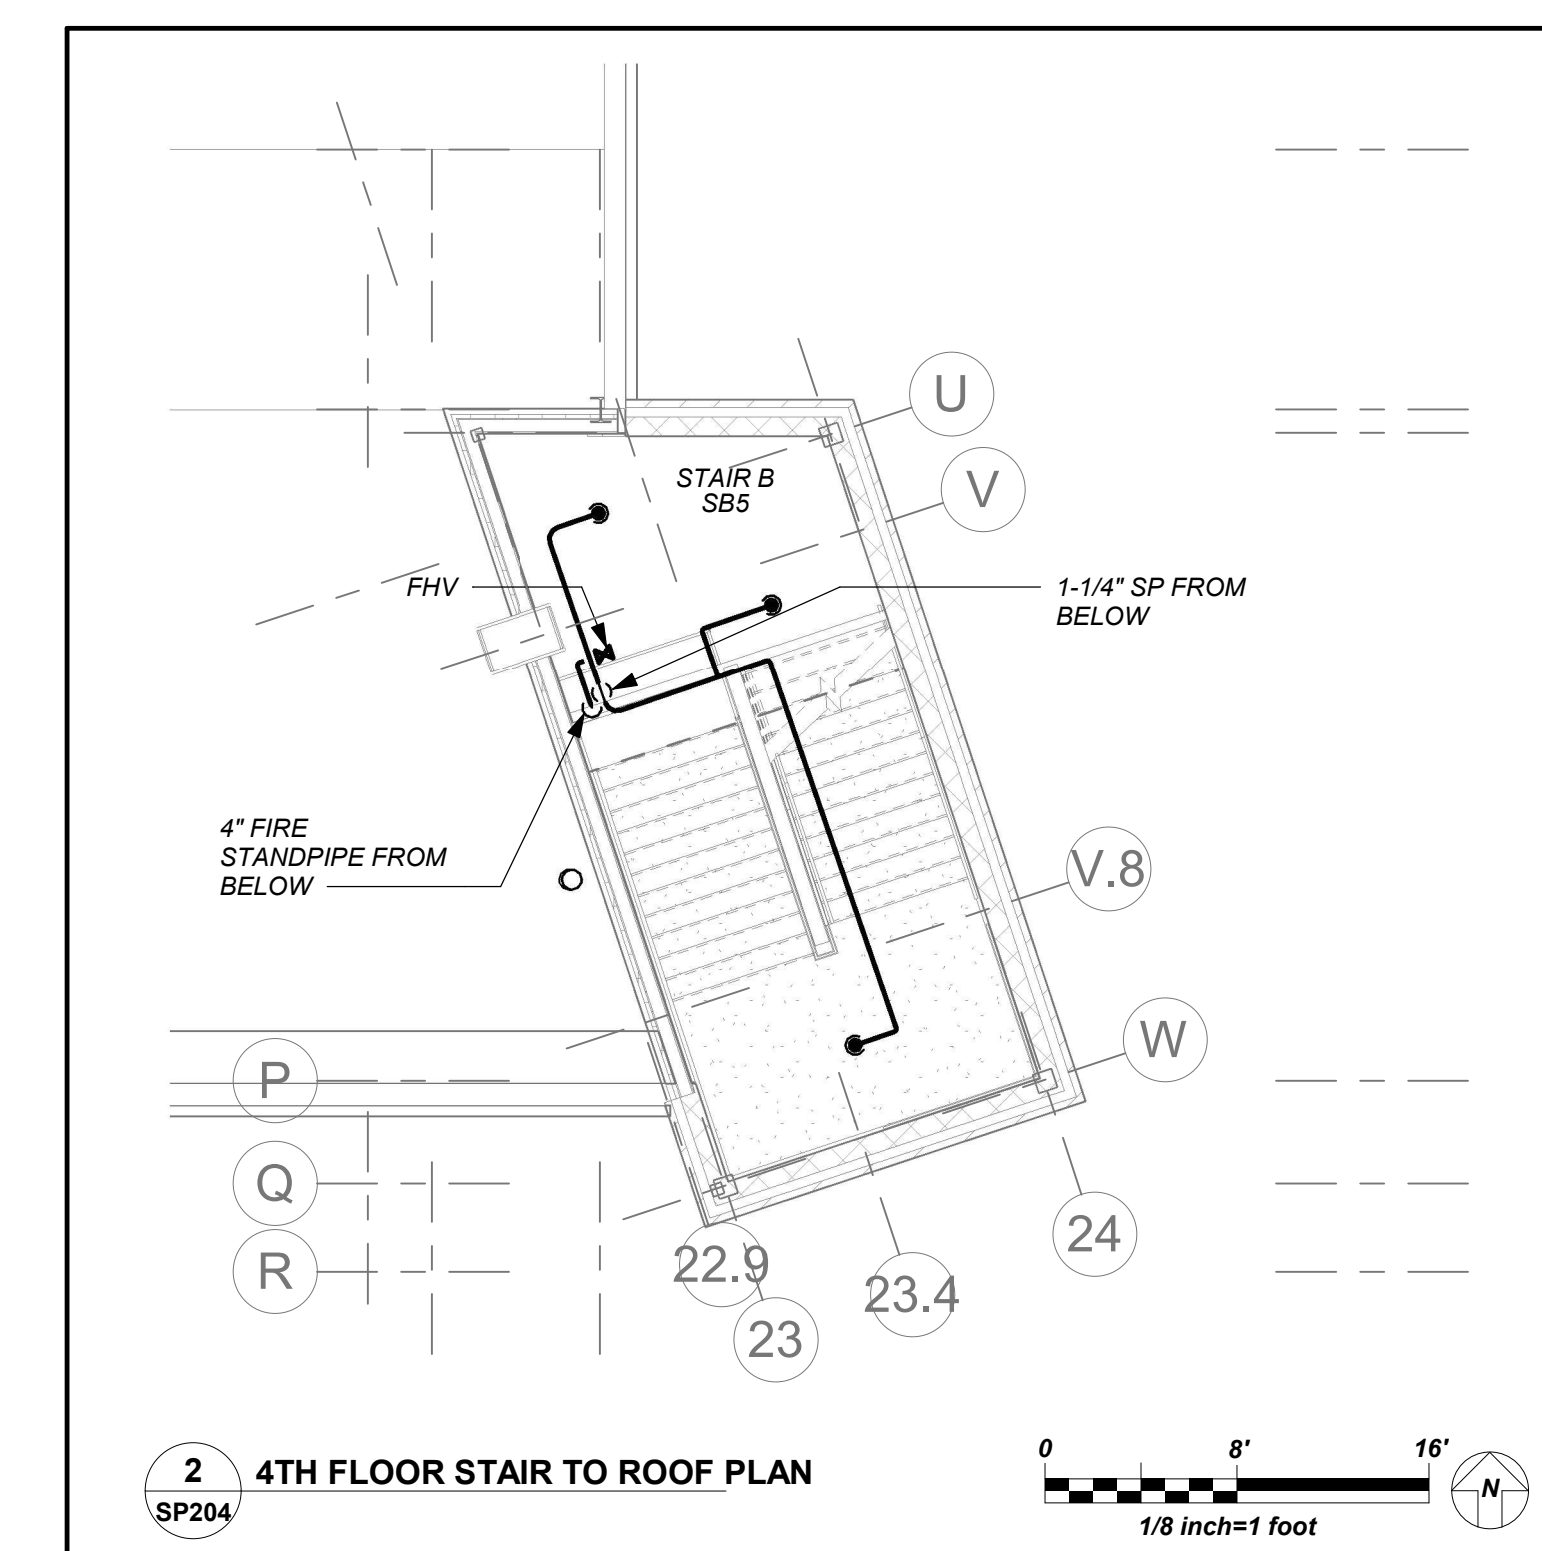 U
V
STAIR B
SB5
FHV
1-1/4" SP FROM
BELOW
4" FIRE
STANDPIPE FROM
BELOW
V.8
W
P
Q
R
22.9
23
23.4
24
2
SP204
4TH FLOOR STAIR TO ROOF PLAN
0 8' 16'
1/8 inch=1 foot
N